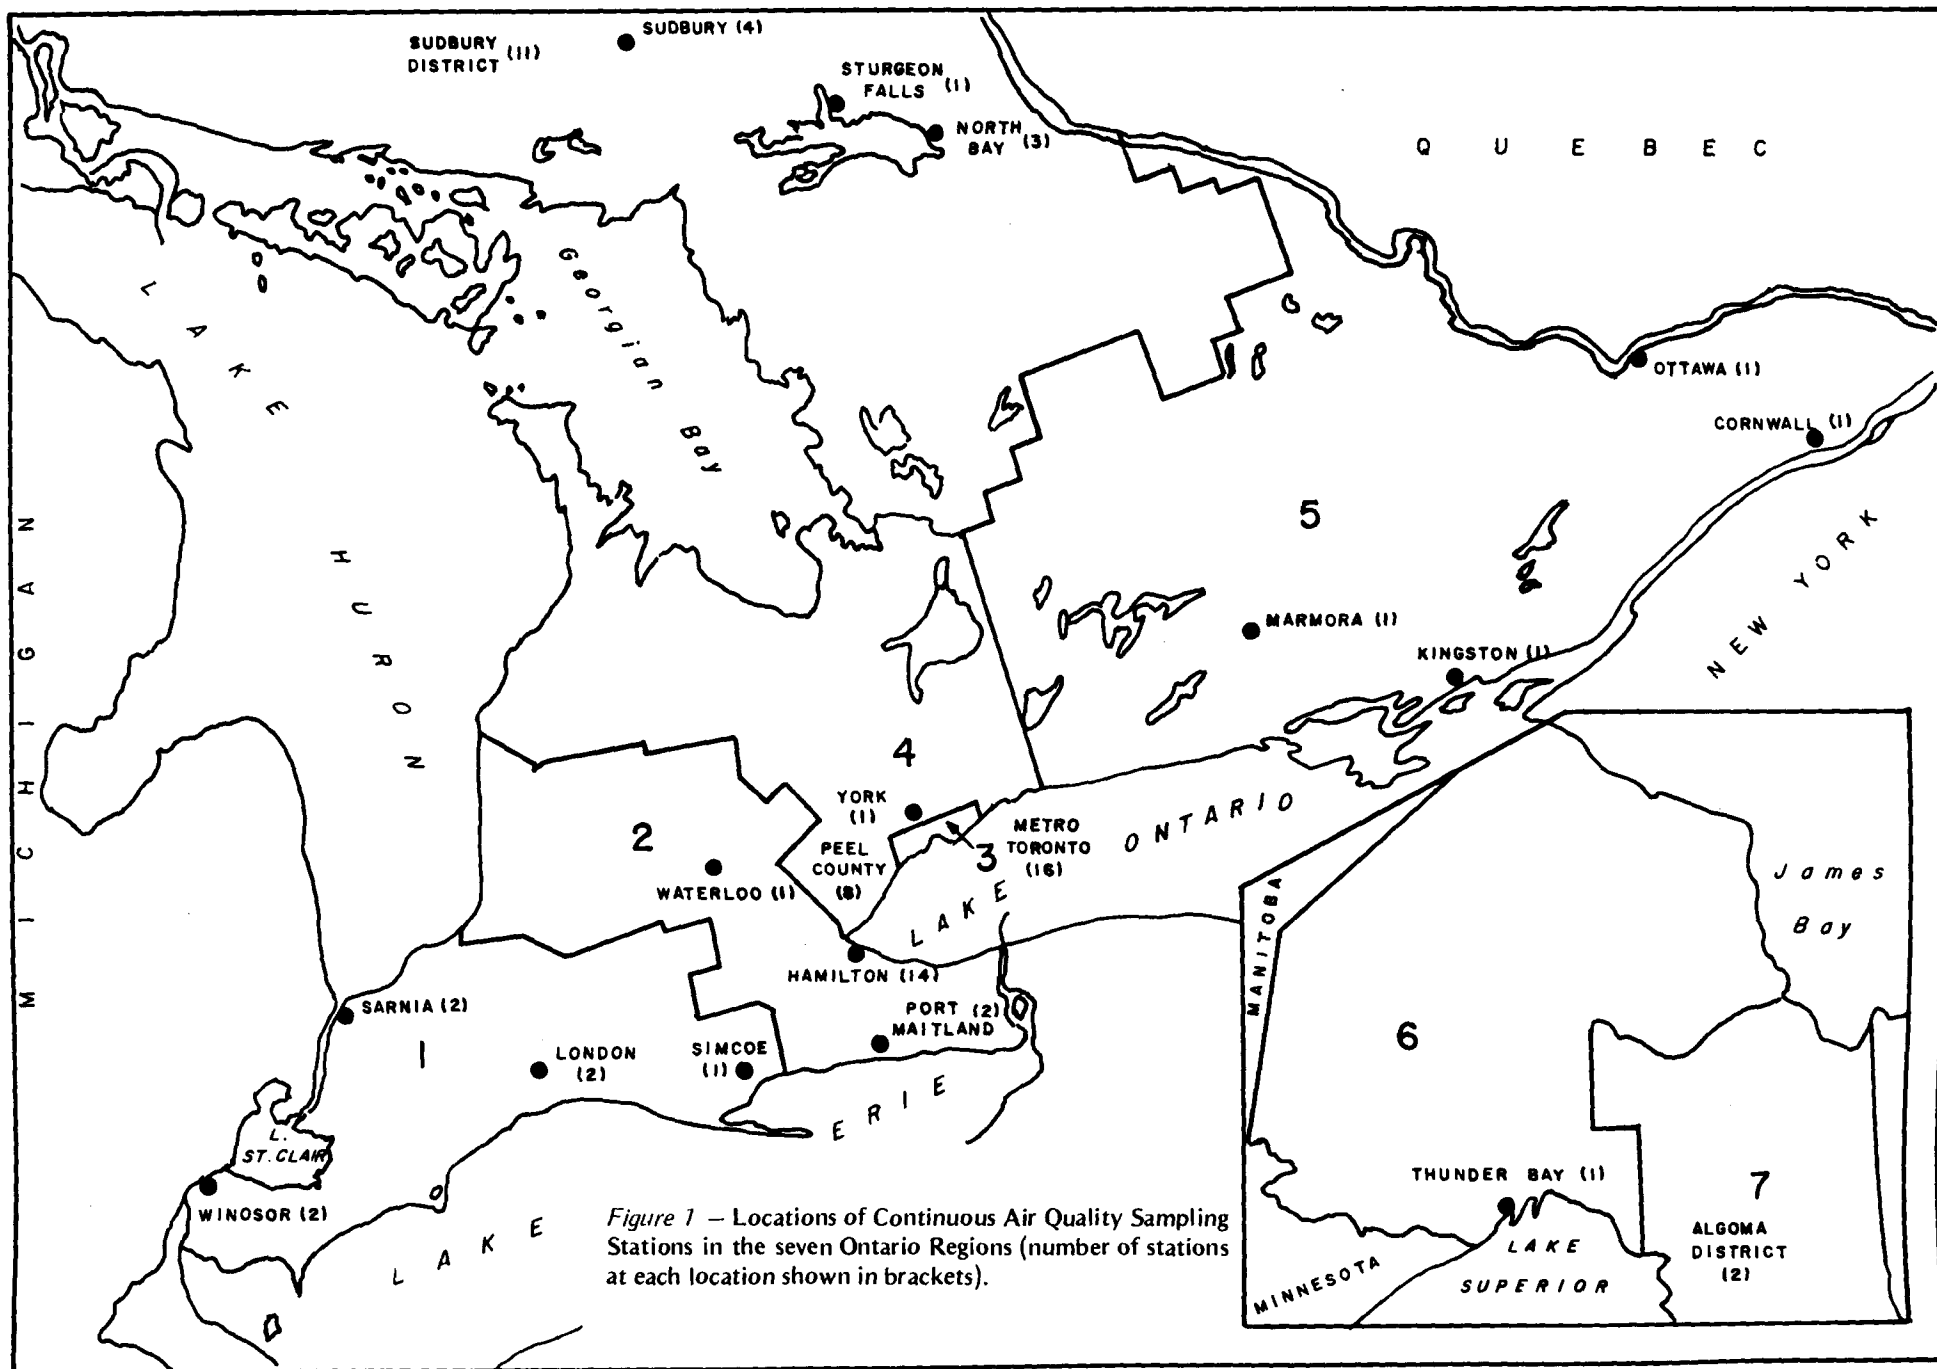 SUDBURY (4)
SUDBURY (11)
DISTRICT
STURGEON
FALLS (1)
NORTH
BAY (3)
QUEBEC
Georgian Bay
LAKE HURON
MICHIGAN
OTTAWA (1)
CORNWALL (1)
5
NEW YORK
MARMORA (1)
KINGSTON (1)
4
YORK
(1)
PEEL
COUNTY
(8)
3
METRO
TORONTO
(16)
LAKE ONTARIO
2
WATERLOO (1)
HAMILTON (14)
PORT (2)
MAITLAND
SARNIA (2)
1
LONDON
(2)
SIMCOE
(1)
L.
ST. CLAIR
WINDSOR (2)
LAKE ERIE
James
Bay
MANITOBA
6
THUNDER BAY (1)
7
ALGOMA
DISTRICT
(2)
LAKE
SUPERIOR
MINNESOTA
Figure 1 — Locations of Continuous Air Quality Sampling
Stations in the seven Ontario Regions (number of stations
at each location shown in brackets).